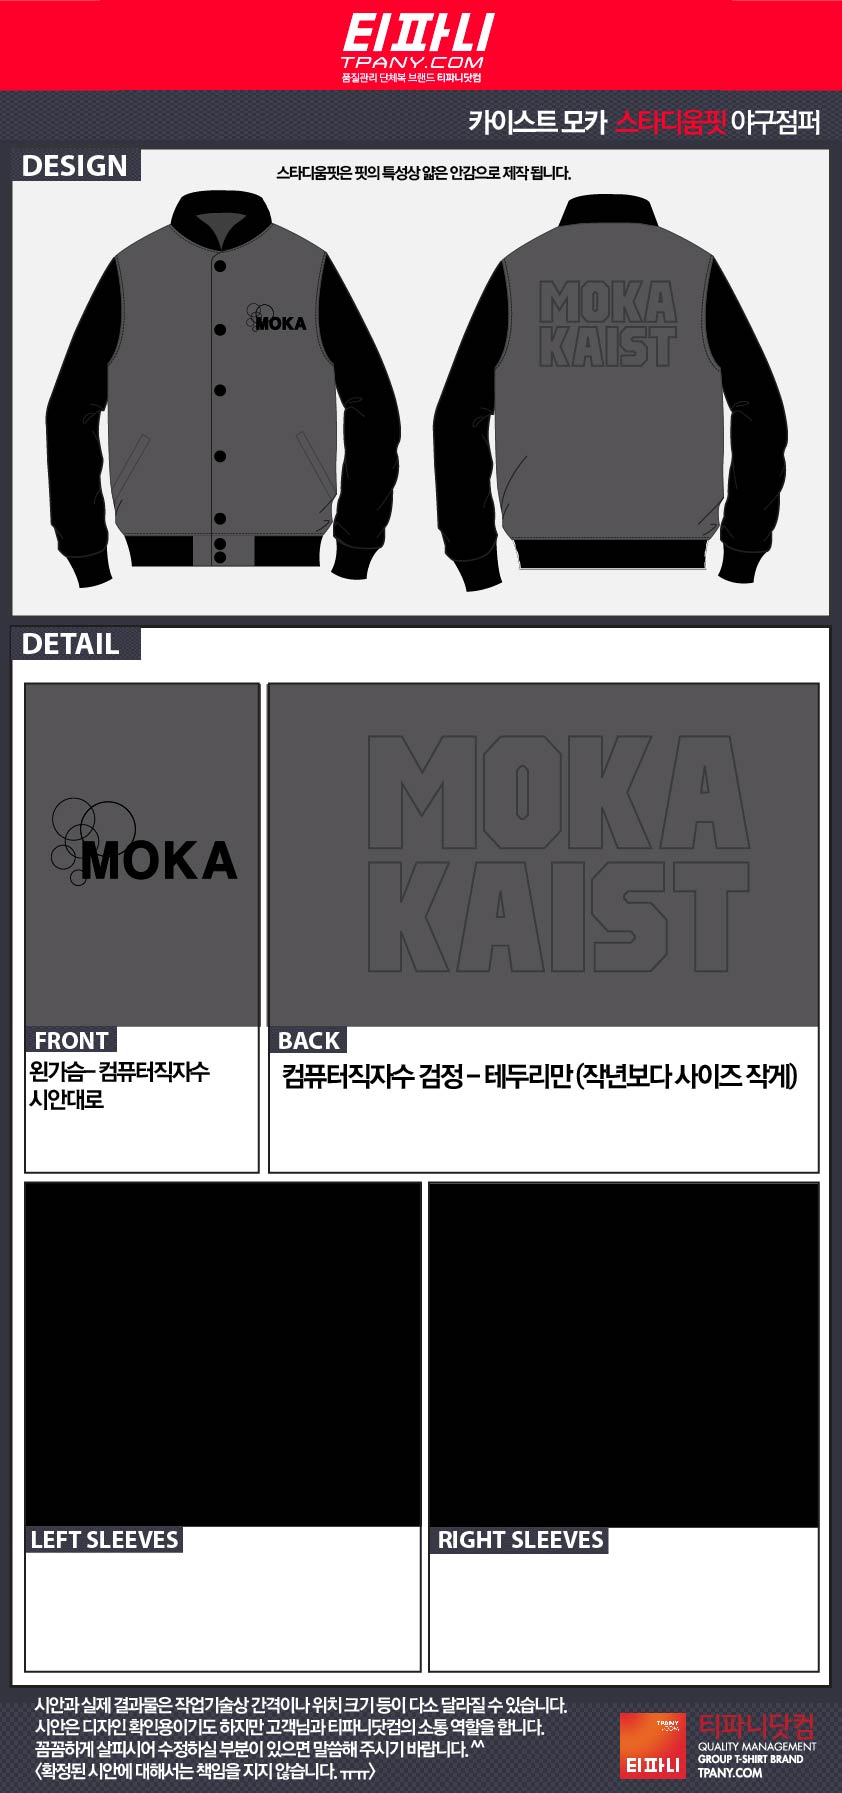 티파니
TPANY.COM
품질관리 단체복 브랜드 티파니닷컴
카이스트 모카 스타디움핏 야구점퍼
DESIGN
스타디움핏은 핏의 특성상 얇은 안감으로 제작 됩니다.
MOKA
MOKA
KAIST
DETAIL
MOKA
MOKA
KAIST
FRONT
왼가슴- 컴퓨터직자수
시안대로
BACK
컴퓨터직자수 검정 - 테두리만 (작년보다 사이즈 작게)
LEFT SLEEVES
RIGHT SLEEVES
시안과 실제 결과물은 작업기술상 간격이나 위치 크기 등이 다소 달라질 수 있습니다.
시안은 디자인 확인용이기도 하지만 고객님과 티파니닷컴의 소통 역할을 합니다.
꼼꼼하게 살피시어 수정하실 부분이 있으면 말씀해 주시기 바랍니다. ^^
<확정된 시안에 대해서는 책임을 지지 않습니다. ㅠㅠ>
TPANY
.COM
티파니
티파니닷컴
QUALITY MANAGEMENT
GROUP T-SHIRT BRAND
TPANY.COM